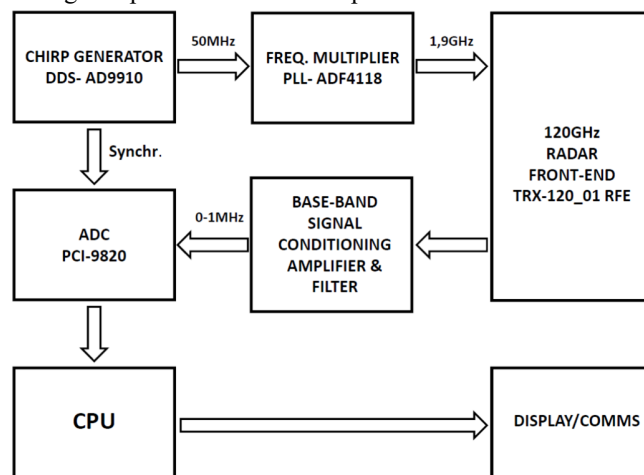 CHIRP GENERATOR
DDS- AD9910
50MHz
FREQ. MULTIPLIER
PLL- ADF4118
1,9GHz
120GHz
RADAR
FRONT-END
TRX-120_01 RFE
Synchr.
ADC
PCI-9820
0-1MHz
BASE-BAND
SIGNAL
CONDITIONING
AMPLIFIER &
FILTER
CPU
DISPLAY/COMMS